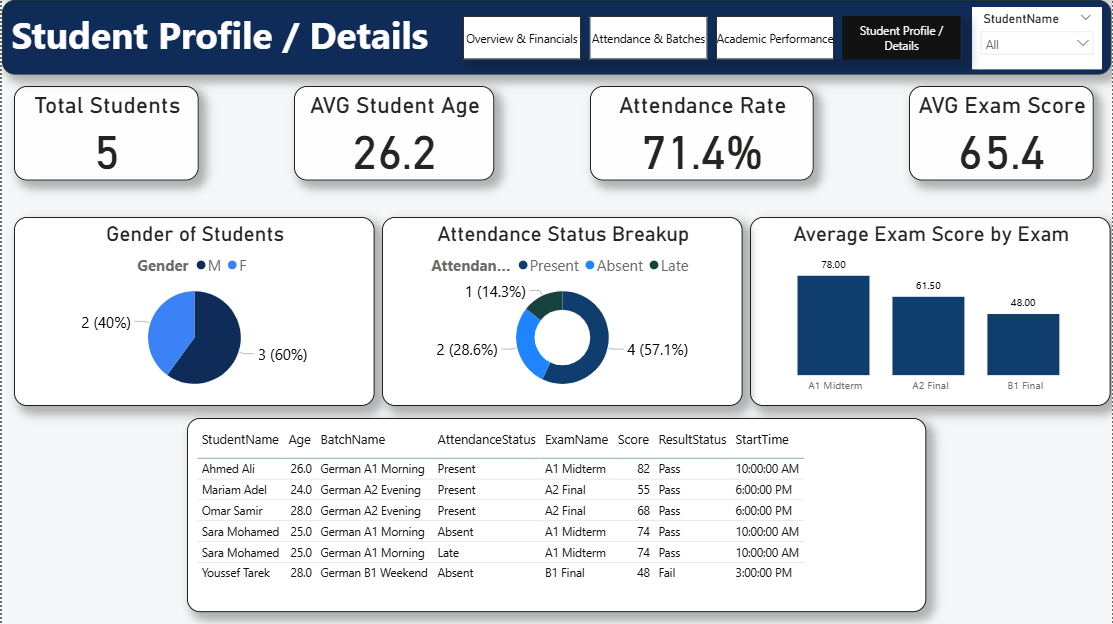 Student Profile / Details
Overview & Financials
Attendance & Batches
Academic Performance
Student Profile /
Details
StudentName
All
Total Students
5
AVG Student Age
26.2
Attendance Rate
71.4%
AVG Exam Score
65.4
Gender of Students
Gender M F
2 (40%)
3 (60%)
Attendance Status Breakup
Attendan... Present Absent Late
1 (14.3%)
2 (28.6%)
4 (57.1%)
Average Exam Score by Exam
78.00
61.50
48.00
A1 Midterm A2 Final B1 Final
StudentName Age BatchName AttendanceStatus ExamName Score ResultStatus StartTime
Ahmed Ali 26.0 German A1 Morning Present A1 Midterm 82 Pass 10:00:00 AM
Mariam Adel 24.0 German A2 Evening Present A2 Final 55 Pass 6:00:00 PM
Omar Samir 28.0 German A2 Evening Present A2 Final 68 Pass 6:00:00 PM
Sara Mohamed 25.0 German A1 Morning Absent A1 Midterm 74 Pass 10:00:00 AM
Sara Mohamed 25.0 German A1 Morning Late A1 Midterm 74 Pass 10:00:00 AM
Youssef Tarek 28.0 German B1 Weekend Absent B1 Final 48 Fail 3:00:00 PM